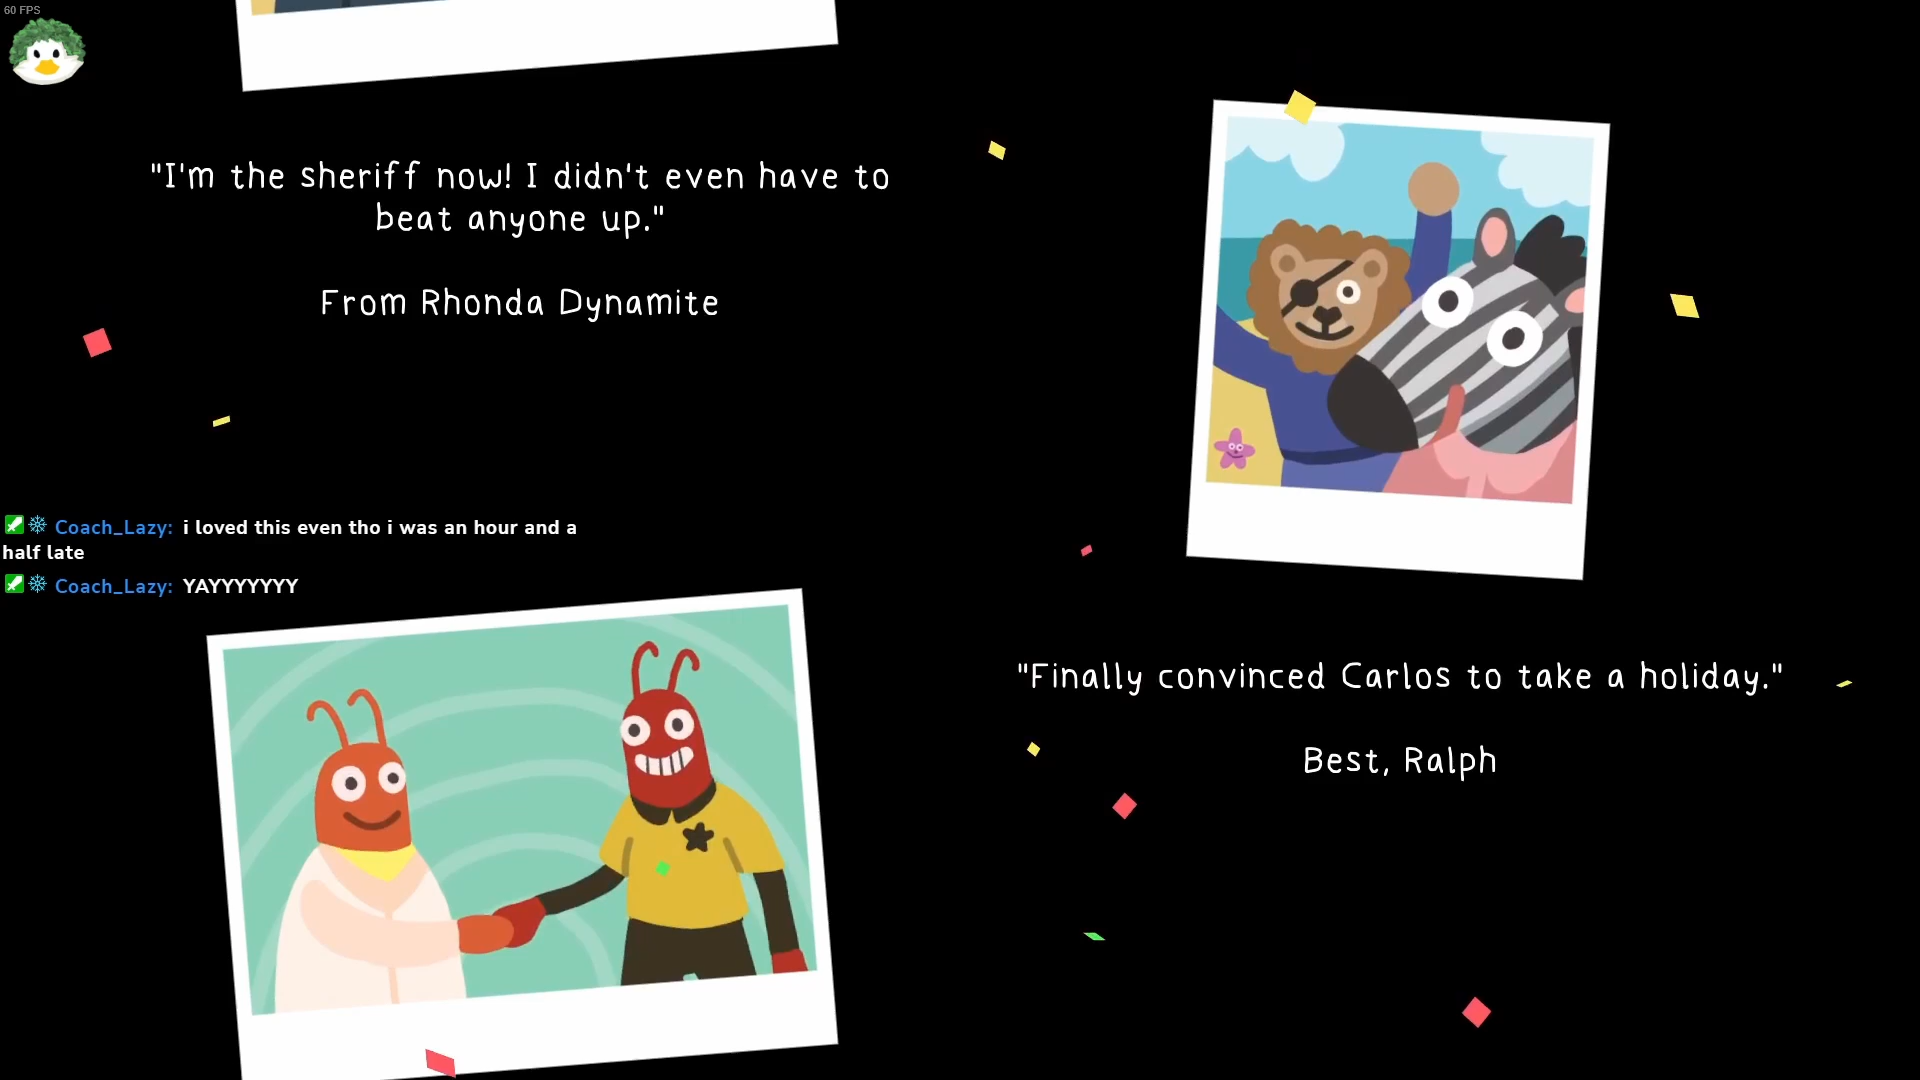 60 FPS
"I'm the sheriff now! I didn't even have to
beat anyone up."
From Rhonda Dynamite
Coach_Lazy: i loved this even tho i was an hour and a
half late
Coach_Lazy: YAYYYYYYY
"Finally convinced Carlos to take a holiday."
Best, Ralph